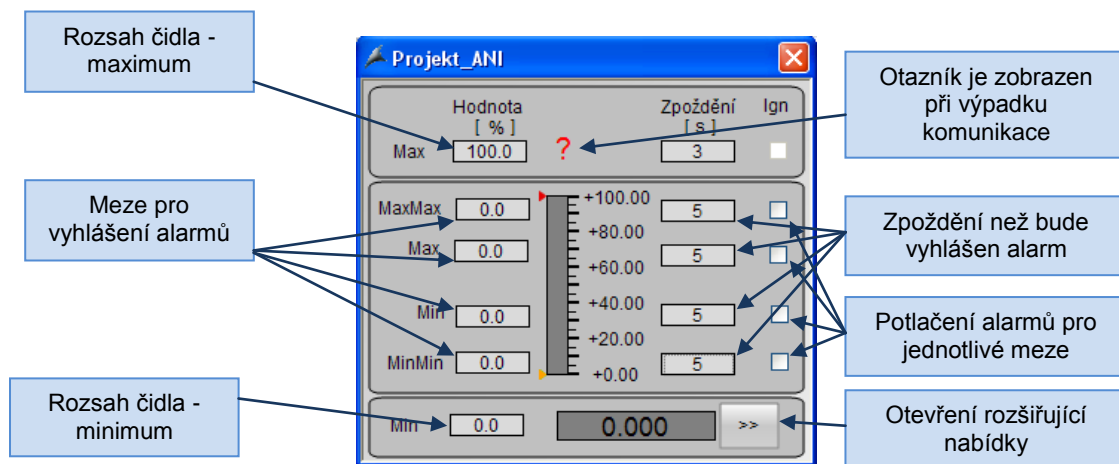 Rozsah čidla -
maximum
Projekt_ANI
Hodnota
[ % ]
Zpoždění
[ s ]
Ign
Max 100.0 ? 3
Otazník je zobrazen
při výpadku
komunikace
Meze pro
vyhlášení alarmů
MaxMax 0.0 +100.00 5
+80.00
Max 0.0 5
+60.00
Min 0.0 +40.00 5
+20.00
MinMin 0.0 5
+0.00
Zpoždění než bude
vyhlášen alarm
Potlačení alarmů pro
jednotlivé meze
Rozsah čidla -
minimum
Min 0.0 0.000 >>
Otevření rozšiřující
nabídky